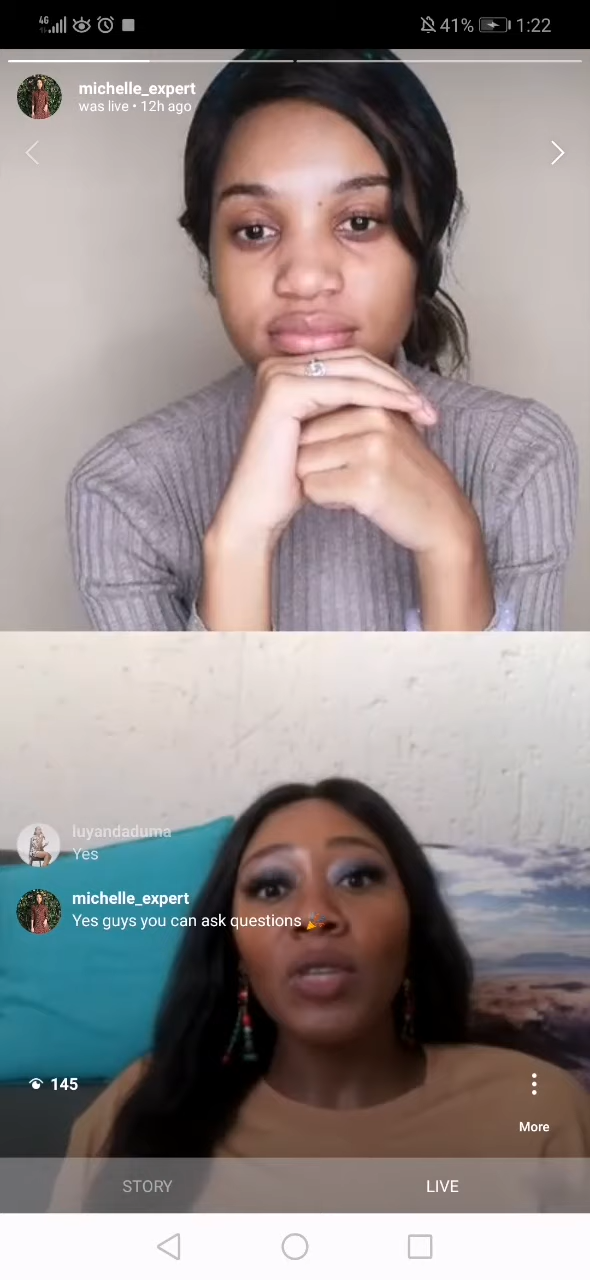 4G
41%
1:22
michelle_expert
was live • 12h ago
luyandaduma
Yes
michelle_expert
Yes guys you can ask questions 🎉
145
More
STORY
LIVE